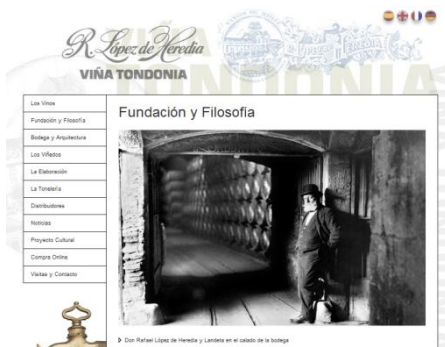 R. López de Heredia
VIÑA TONDONIA
Los Vinos
Fundación y Filosofía
Bodega y Arquitectura
Los Viñedos
La Elaboración
La Tonelería
Distribuidores
Noticias
Proyecto Cultural
Compra Online
Visitas y Contacto
Fundación y Filosofía
Don Rafael López de Heredia y Landeta en el calado de la bodega